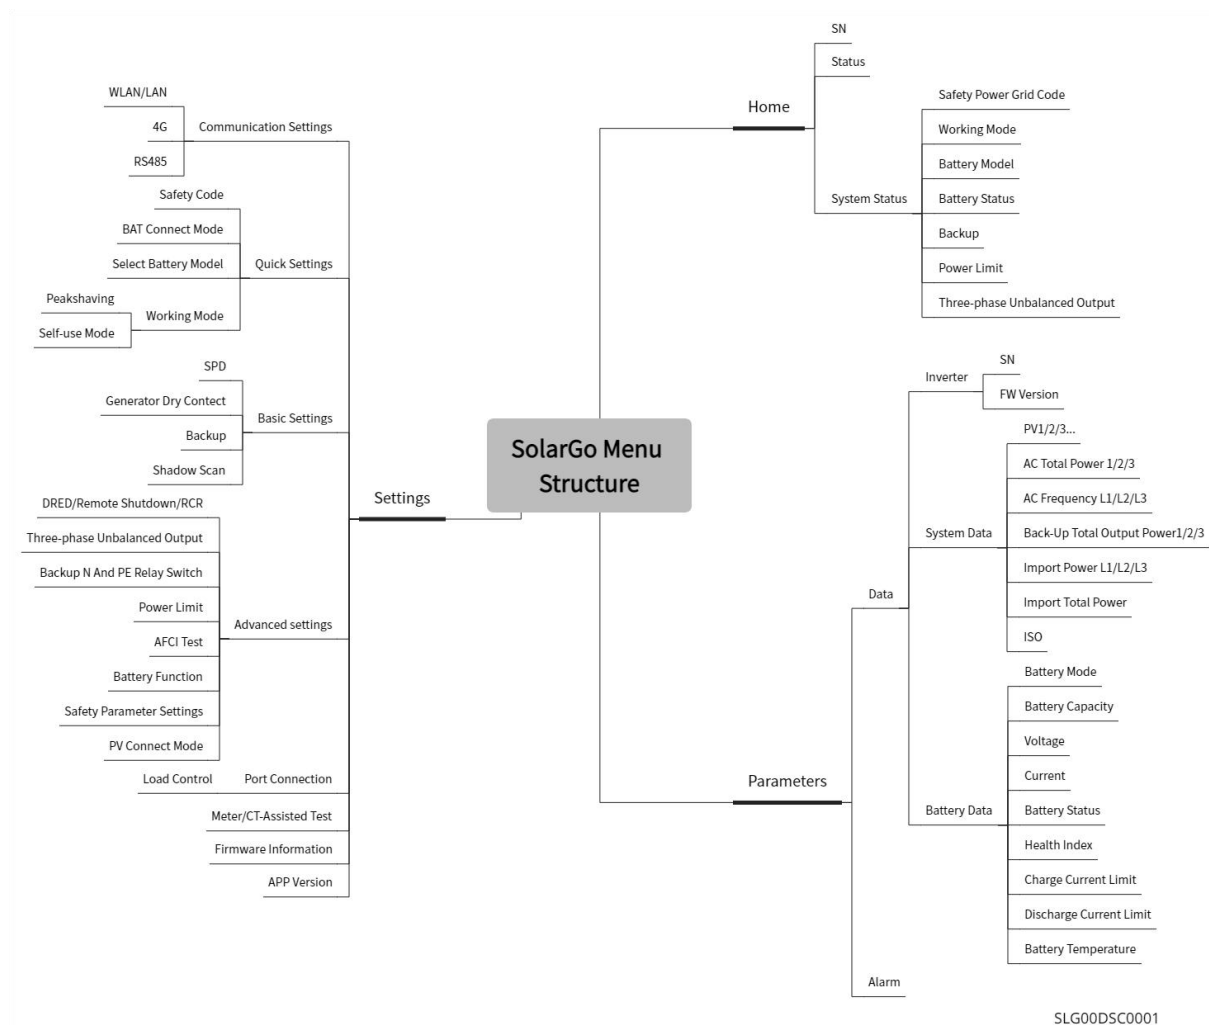 SolarGo Menu
Structure
Home
SN
Status
System Status
Safety Power Grid Code
Working Mode
Battery Model
Battery Status
Backup
Power Limit
Three-phase Unbalanced Output
Parameters
Data
Inverter
SN
FW Version
System Data
PV1/2/3...
AC Total Power 1/2/3
AC Frequency L1/L2/L3
Back-Up Total Output Power1/2/3
Import Power L1/L2/L3
Import Total Power
ISO
Battery Data
Battery Mode
Battery Capacity
Voltage
Current
Battery Status
Health Index
Charge Current Limit
Discharge Current Limit
Battery Temperature
Alarm
Settings
Communication Settings
WLAN/LAN
4G
RS485
Quick Settings
Safety Code
BAT Connect Mode
Select Battery Model
Working Mode
Peakshaving
Self-use Mode
Basic Settings
SPD
Generator Dry Contect
Backup
Shadow Scan
Advanced settings
DRED/Remote Shutdown/RCR
Three-phase Unbalanced Output
Backup N And PE Relay Switch
Power Limit
AFCI Test
Battery Function
Safety Parameter Settings
PV Connect Mode
Port Connection
Load Control
Meter/CT-Assisted Test
Firmware Information
APP Version
SLG00DSC0001